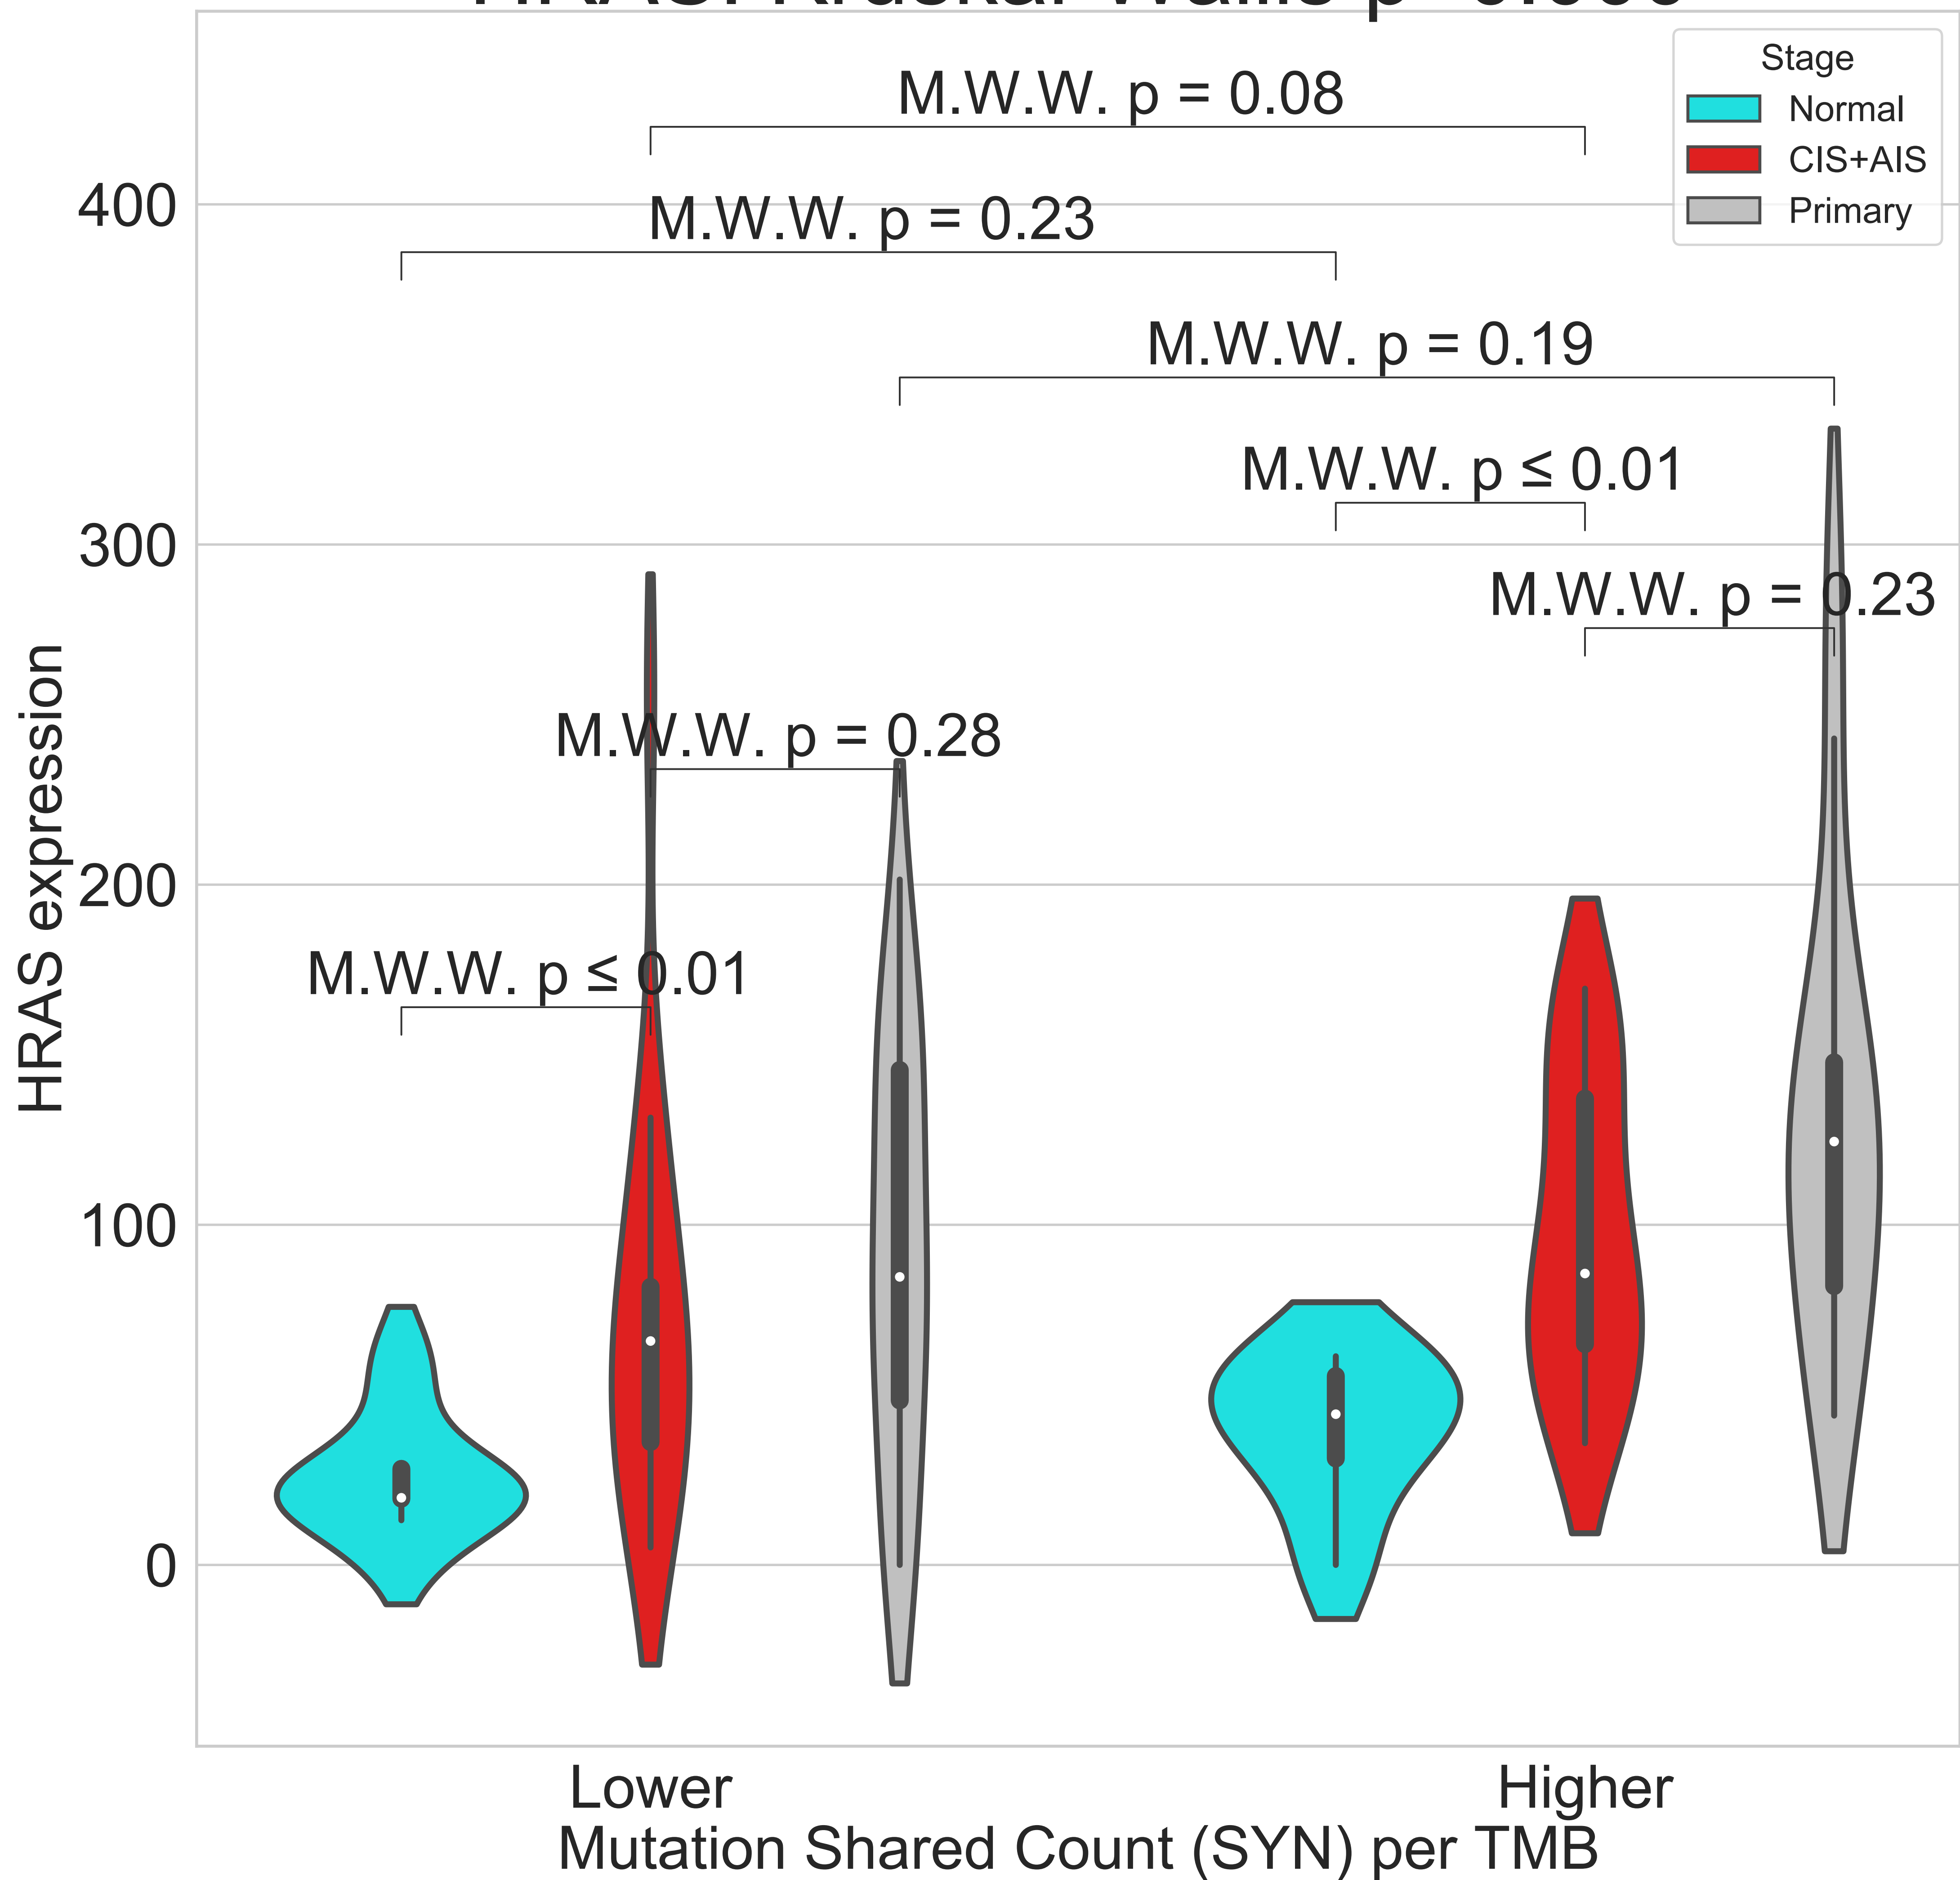 Stage
Normal
CIS+AIS
Primary
M.W.W. p = 0.08
M.W.W. p = 0.23
M.W.W. p = 0.19
M.W.W. p ≤ 0.01
M.W.W. p = 0.23
M.W.W. p = 0.28
M.W.W. p ≤ 0.01
400
300
200
100
0
HRAS expression
Lower
Higher
Mutation Shared Count (SYN) per TMB